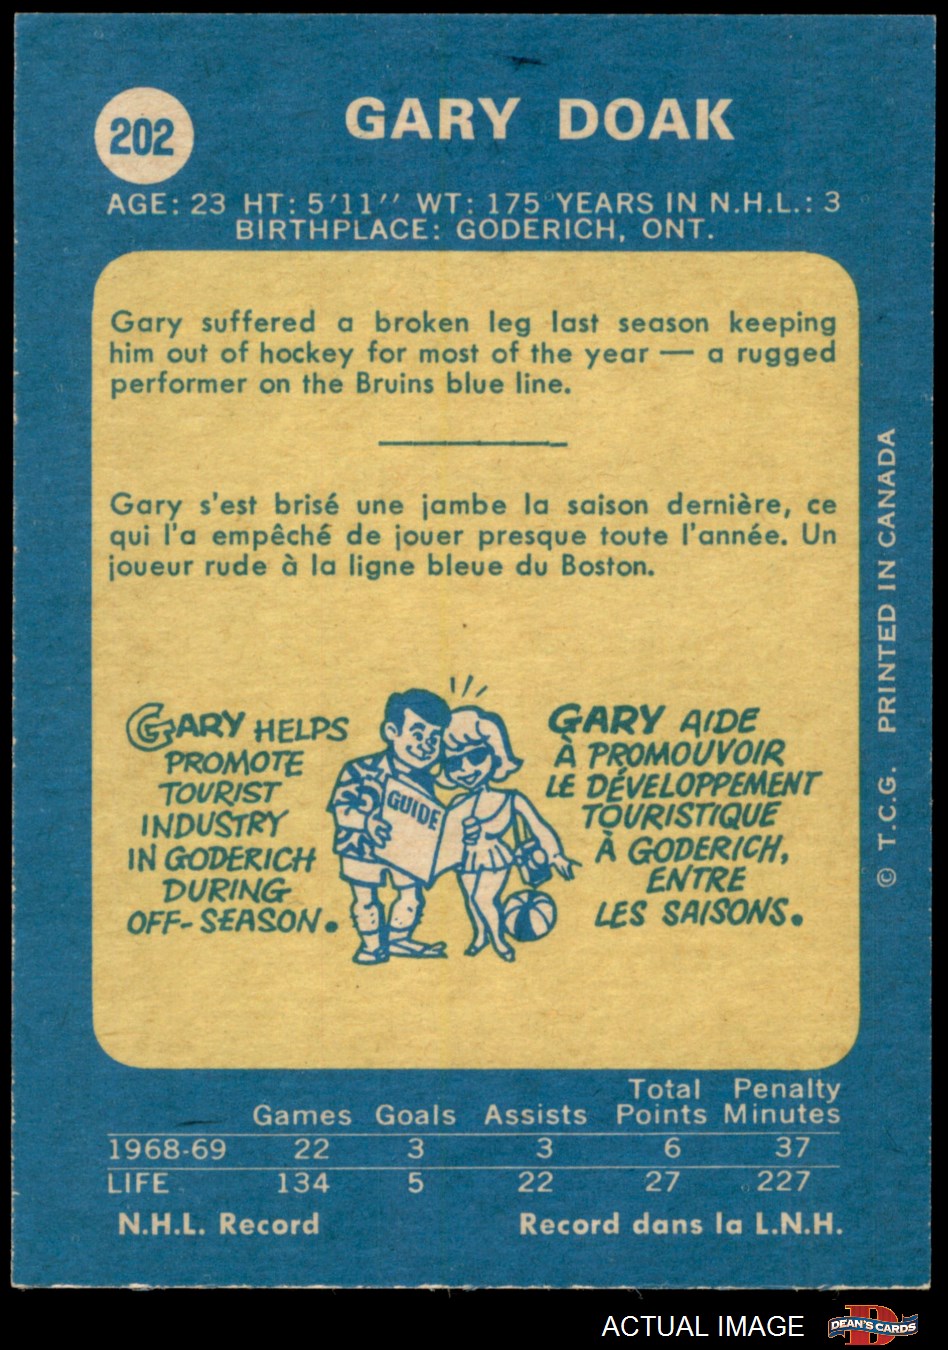 202
GARY DOAK
AGE: 23 HT: 5'11'' WT: 175 YEARS IN N.H.L.: 3
BIRTHPLACE: GODERICH, ONT.
Gary suffered a broken leg last season keeping
him out of hockey for most of the year — a rugged
performer on the Bruins blue line.
Gary s'est brisé une jambe la saison dernière, ce
qui l'a empêché de jouer presque toute l'année. Un
joueur rude à la ligne bleue du Boston.
GARY HELPS
PROMOTE
TOURIST
INDUSTRY
IN GODERICH
DURING
OFF-SEASON.
GUIDE
GARY AIDE
À PROMOUVOIR
LE DÉVELOPPEMENT
TOURISTIQUE
À GODERICH,
ENTRE
LES SAISONS.
© T.C.G. PRINTED IN CANADA
Total Penalty
Games Goals Assists Points Minutes
1968-69 22 3 3 6 37
LIFE 134 5 22 27 227
N.H.L. Record Record dans la L.N.H.
ACTUAL IMAGE
D
DEAN'S CARDS